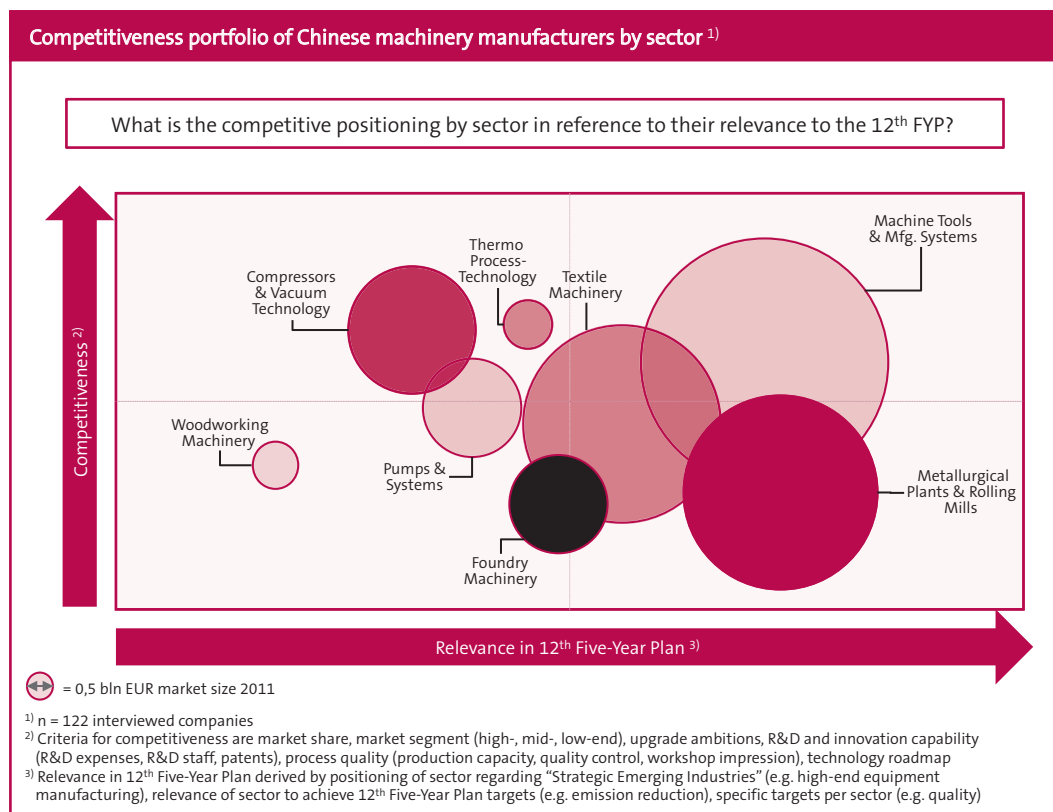 Competitiveness portfolio of Chinese machinery manufacturers by sector 1)
What is the competitive positioning by sector in reference to their relevance to the 12th FYP?
Competitiveness 2)
Machine Tools
& Mfg. Systems
Thermo
Process-
Technology
Textile
Machinery
Compressors
& Vacuum
Technology
Woodworking
Machinery
Pumps &
Systems
Metallurgical
Plants & Rolling
Mills
Foundry
Machinery
Relevance in 12th Five-Year Plan 3)
= 0,5 bln EUR market size 2011
1) n = 122 interviewed companies
2) Criteria for competitiveness are market share, market segment (high-, mid-, low-end), upgrade ambitions, R&D and innovation capability
(R&D expenses, R&D staff, patents), process quality (production capacity, quality control, workshop impression), technology roadmap
3) Relevance in 12th Five-Year Plan derived by positioning of sector regarding “Strategic Emerging Industries” (e.g. high-end equipment
manufacturing), relevance of sector to achieve 12th Five-Year Plan targets (e.g. emission reduction), specific targets per sector (e.g. quality)